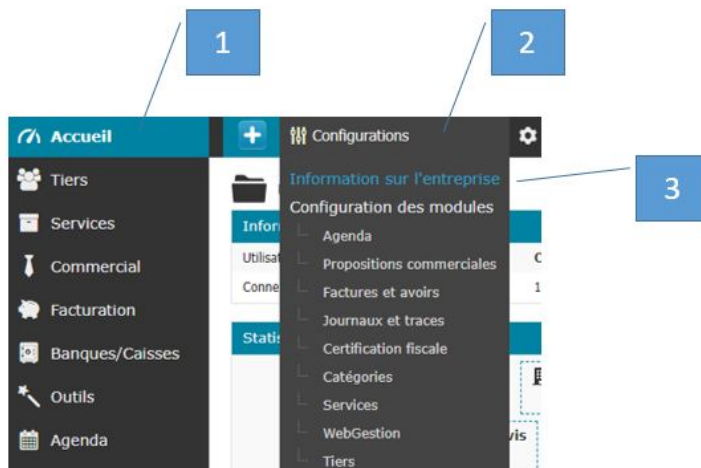 1
2
3
Accueil
Tiers
Services
Commercial
Facturation
Banques/Caisses
Outils
Agenda
Configurations
Information sur l'entreprise
Configuration des modules
Agenda
Propositions commerciales
Factures et avoirs
Journaux et traces
Certification fiscale
Catégories
Services
WebGestion
Tiers